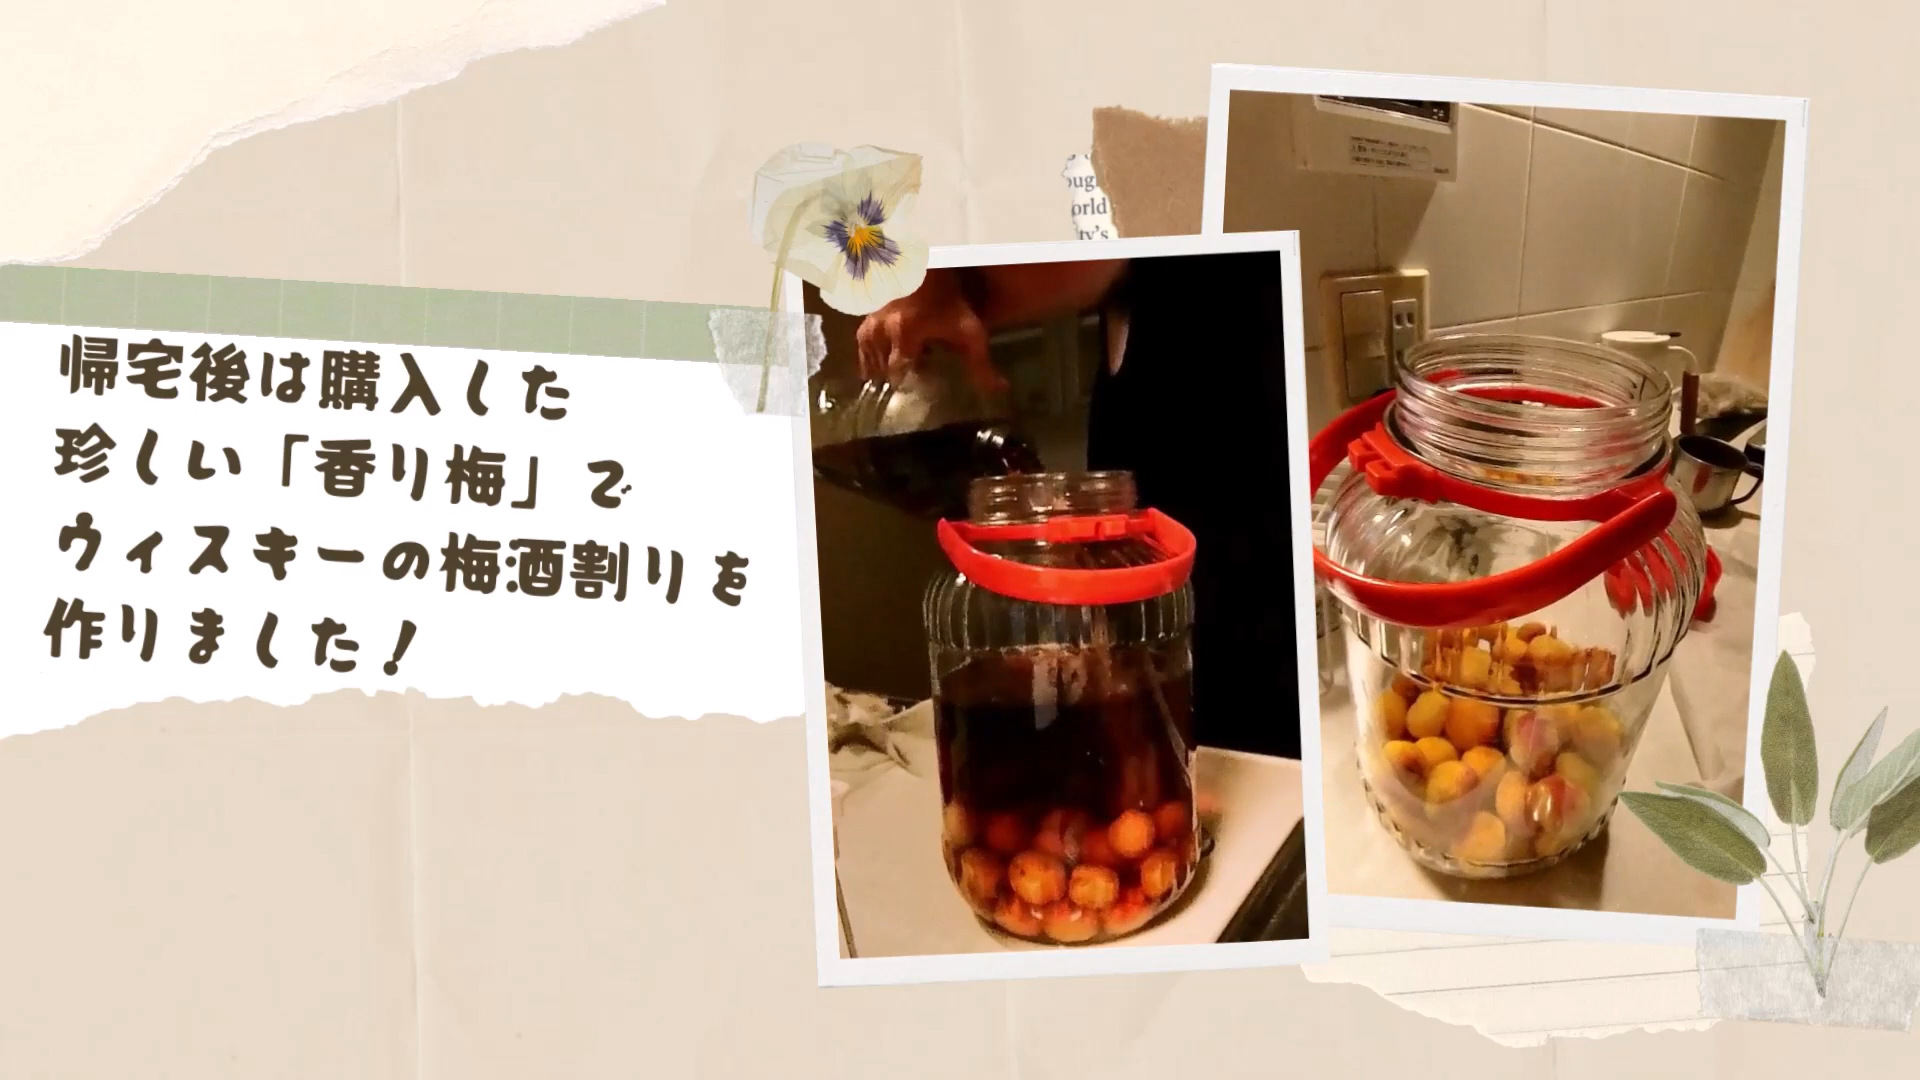 帰宅後は購入した
珍しい「香り梅」で
ウィスキーの梅酒割りを
作りました！
orld